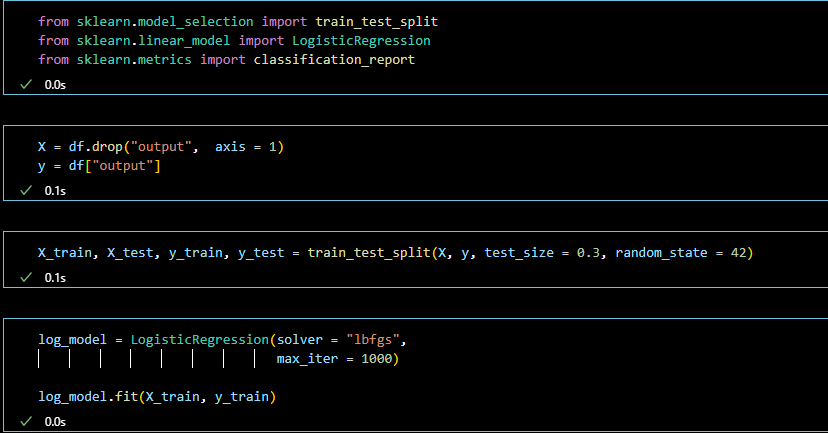 from sklearn.model_selection import train_test_split
from sklearn.linear_model import LogisticRegression
from sklearn.metrics import classification_report
0.0s
X = df.drop("output",  axis = 1)
y = df["output"]
0.1s
X_train, X_test, y_train, y_test = train_test_split(X, y, test_size = 0.3, random_state = 42)
0.1s
log_model = LogisticRegression(solver = "lbfgs",
max_iter = 1000)
log_model.fit(X_train, y_train)
0.0s